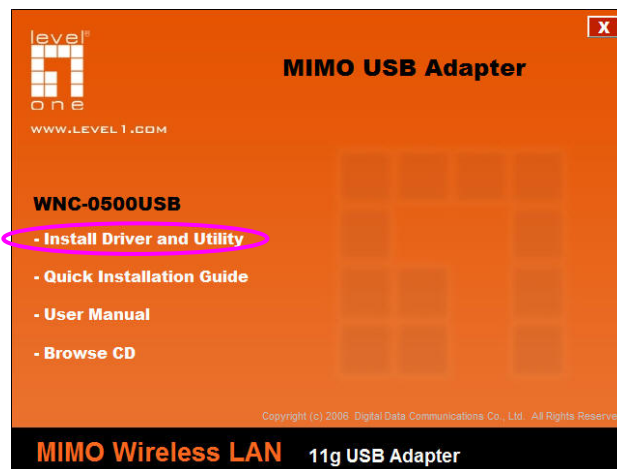 level®
one
WWW.LEVEL1.COM
X
MIMO USB Adapter
WNC-0500USB
- Install Driver and Utility
- Quick Installation Guide
- User Manual
- Browse CD
Copyright (c) 2006 Digital Data Communications Co., Ltd. All Rights Reserve
MIMO Wireless LAN 11g USB Adapter